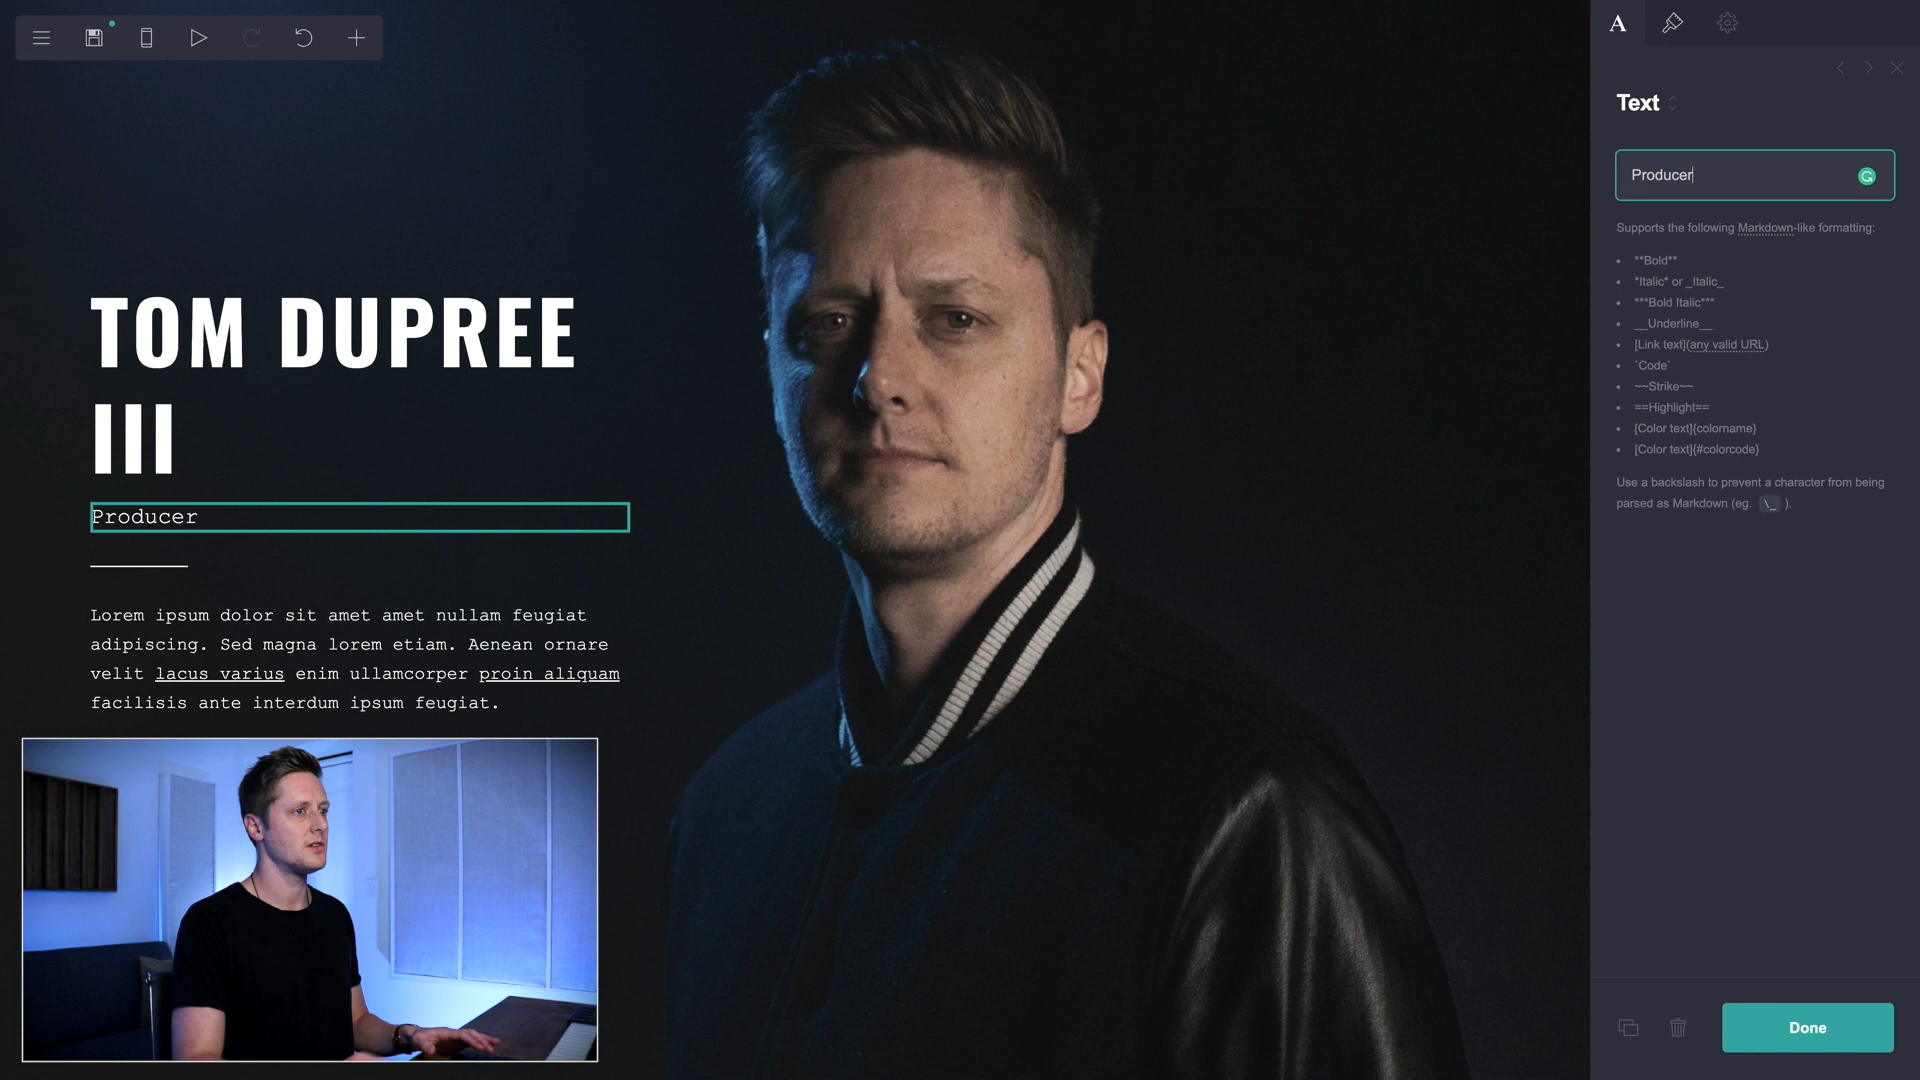 A
Text
Producer
Supports the following Markdown-like formatting:
**Bold**
*Italic* or _Italic_
***Bold Italic***
__Underline__
[Link text](any valid URL)
`Code`
~~Strike~~
==Highlight==
[Color text]{colorname}
[Color text]{#colorcode}
Use a backslash to prevent a character from being
parsed as Markdown (eg. \_ ).
Done
TOM DUPREE
III
Producer
Lorem ipsum dolor sit amet amet nullam feugiat
adipiscing. Sed magna lorem etiam. Aenean ornare
velit lacus varius enim ullamcorper proin aliquam
facilisis ante interdum ipsum feugiat.